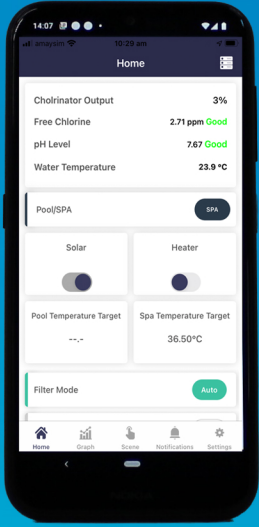 14:07
amaysim 10:29 am
Home
Cholrinator Output 3%
Free Chlorine 2.71 ppm Good
pH Level 7.67 Good
Water Temperature 23.9 °C
Pool/SPA SPA
Solar Heater
Pool Temperature Target Spa Temperature Target
--.- 36.50°C
Filter Mode Auto
Home Graph Scene Notifications Settings